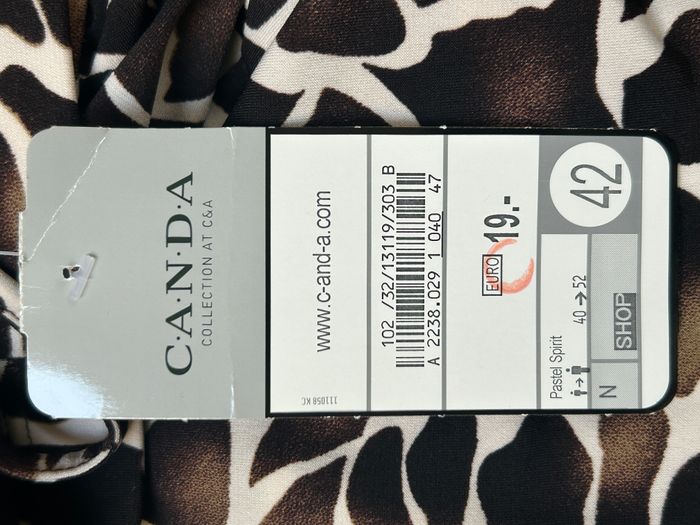 C·A·N·D·A
COLLECTION AT C&A
www.c-and-a.com
111058 KC
102 /32/13119/303 B
A 2238.029 1 040 47
EURO 19.-
42
Pastel Spirit
40 → 52
N
SHOP